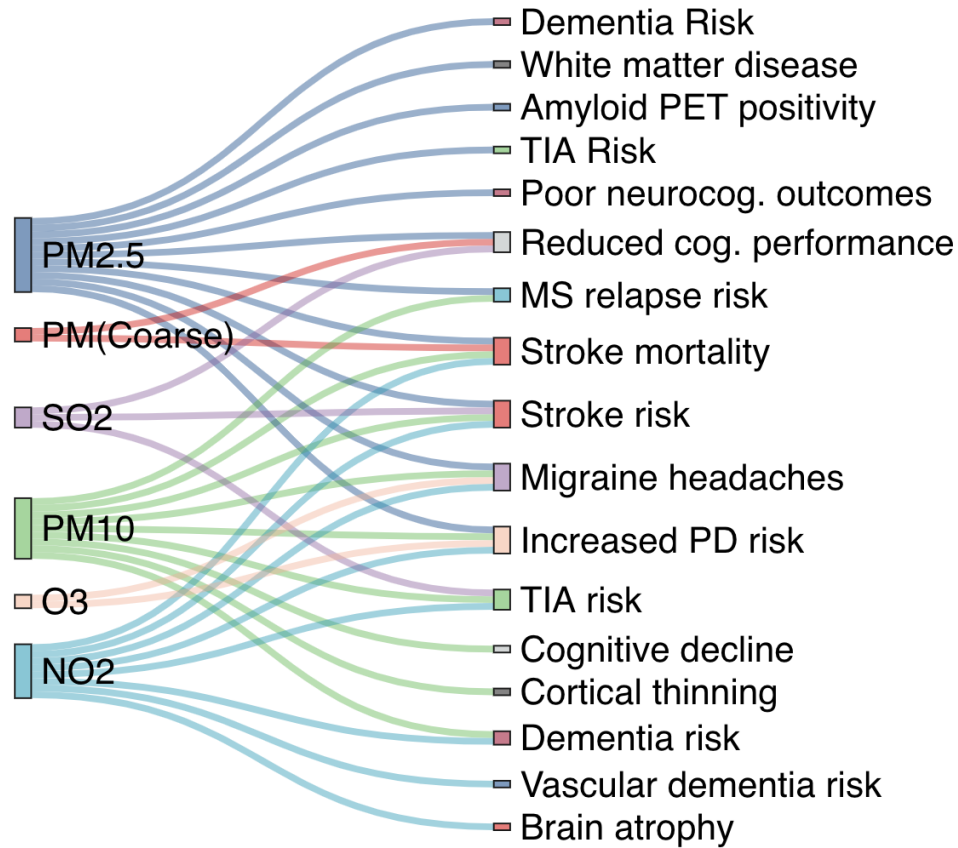 PM2.5
PM(Coarse)
SO2
PM10
O3
NO2
Dementia Risk
White matter disease
Amyloid PET positivity
TIA Risk
Poor neurocog. outcomes
Reduced cog. performance
MS relapse risk
Stroke mortality
Stroke risk
Migraine headaches
Increased PD risk
TIA risk
Cognitive decline
Cortical thinning
Dementia risk
Vascular dementia risk
Brain atrophy